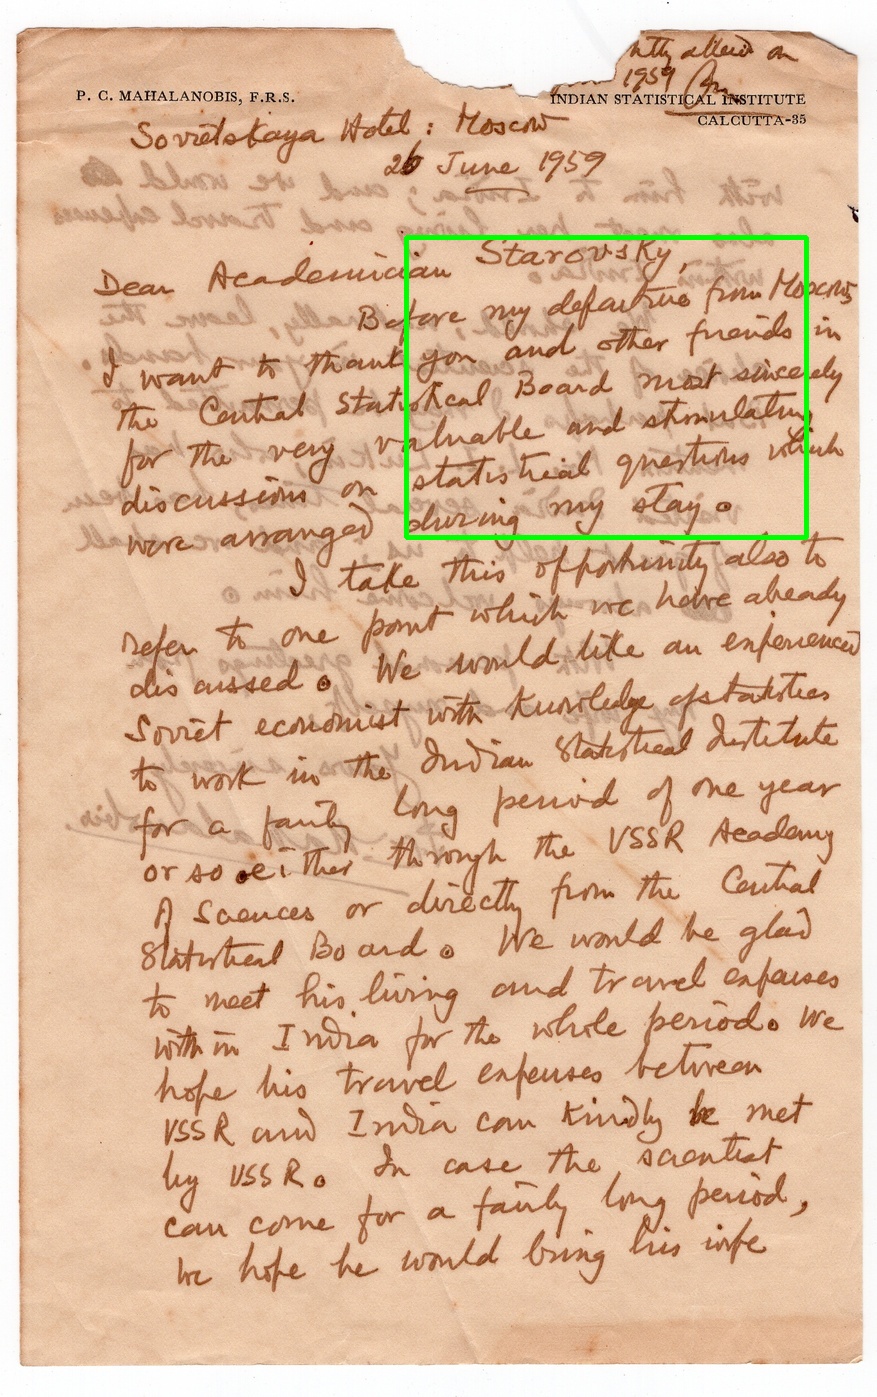 on
1959
P. C. MAHALANOBIS, F.R.S.
INDIAN STATISTICAL INSTITUTE
CALCUTTA-35
Sovietskaya Hotel : Moscow
26 June 1959
Dear Academician Starovsky,
Before my departure from Moscow,
I want to thank you and other friends in
the Central Statistical Board most sincerely
for the very valuable and stimulating
discussions on statistical questions which
were arranged during my stay.
I take this opportunity also to
refer to one point which we have already
discussed. We would like an experienced
Soviet economist with knowledge of statistics
to work in the Indian Statistical Institute
for a fairly long period of one year
or so either through the USSR Academy
of Sciences or directly from the Central
Statistical Board. We would be glad
to meet his living and travel expenses
within India for the whole period. We
hope his travel expenses between
USSR and India can kindly be met
by USSR. In case the scientist
can come for a fairly long period,
we hope he would bring his wife